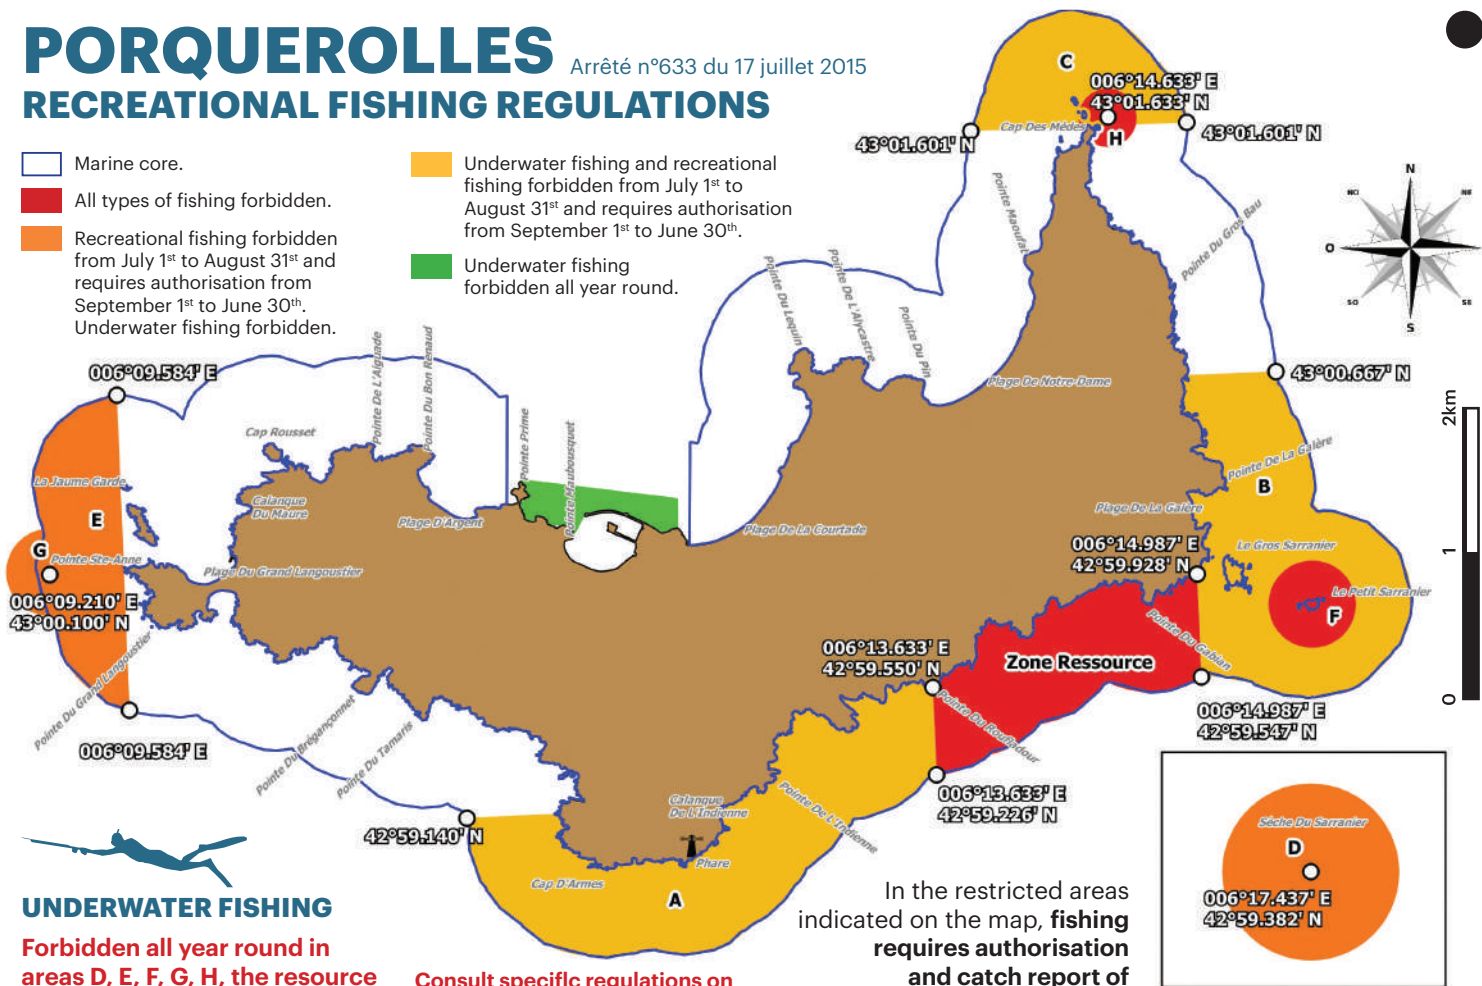 PORQUEROLLES Arrêté n°633 du 17 juillet 2015
RECREATIONAL FISHING REGULATIONS
Marine core.
All types of fishing forbidden.
Recreational fishing forbidden
from July 1st to August 31st and
requires authorisation from
September 1st to June 30th.
Underwater fishing forbidden.
Underwater fishing and recreational
fishing forbidden from July 1st to
August 31st and requires authorisation
from September 1st to June 30th.
Underwater fishing
forbidden all year round.
C
006°14.633' E
43°01.633' N
Cap Des Mèdes
H
43°01.601' N
43°01.601' N
Pointe Maoufat
Pointe Du Gros Bau
N
NO
NE
O
SO
SE
S
Pointe Du Lequin
Pointe De L'Alycastre
Pointe Du Pin
Plage De Notre-Dame
43°00.667' N
2km
1
0
006°09.584' E
Pointe De L'Aiguade
Pointe Du Bon Renaud
Cap Rousset
Pointe Prime
Pointe Maubousquet
La Jaume Garde
Calanque
Du Maure
E
Plage D'Argent
Plage De La Courtade
Pointe De La Galère
B
Plage De La Galère
G
Pointe Ste-Anne
Plage Du Grand Langoustier
006°14.987' E
42°59.928' N
Le Gros Sarranier
Le Petit Sarranier
F
006°09.210' E
43°00.100' N
Pointe Du Grand Langoustier
006°13.633' E
42°59.550' N
Zone Ressource
Pointe Du Gabian
Pointe Du Rousfadour
006°14.987' E
42°59.547' N
006°09.584' E
Pointe Du Brégançonnet
Pointe Du Tamaris
42°59.140' N
Calanque
De L'Indienne
Pointe De L'Indienne
006°13.633' E
42°59.226' N
Phare
Cap D'Armes
A
Sèche Du Sarranier
D
006°17.437' E
42°59.382' N
UNDERWATER FISHING
Forbidden all year round in
areas D, E, F, G, H, the resource
Consult specific regulations on
In the restricted areas
indicated on the map, fishing
requires authorisation
and catch report of